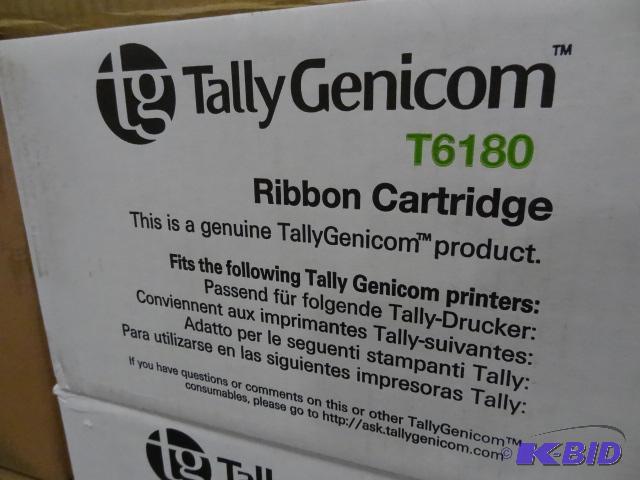 tg TallyGenicom™
T6180
Ribbon Cartridge
This is a genuine TallyGenicom™ product.
Fits the following Tally Genicom printers:
Passend für folgende Tally-Drucker:
Conviennent aux imprimantes Tally-suivantes:
Adatto per le seguenti stampanti Tally:
Para utilizarse en las siguientes impresoras Tally:
If you have questions or comments on this or other TallyGenicom™
consumables, please go to http://ask.tallygenicom.com
© K-BID
tg Tall